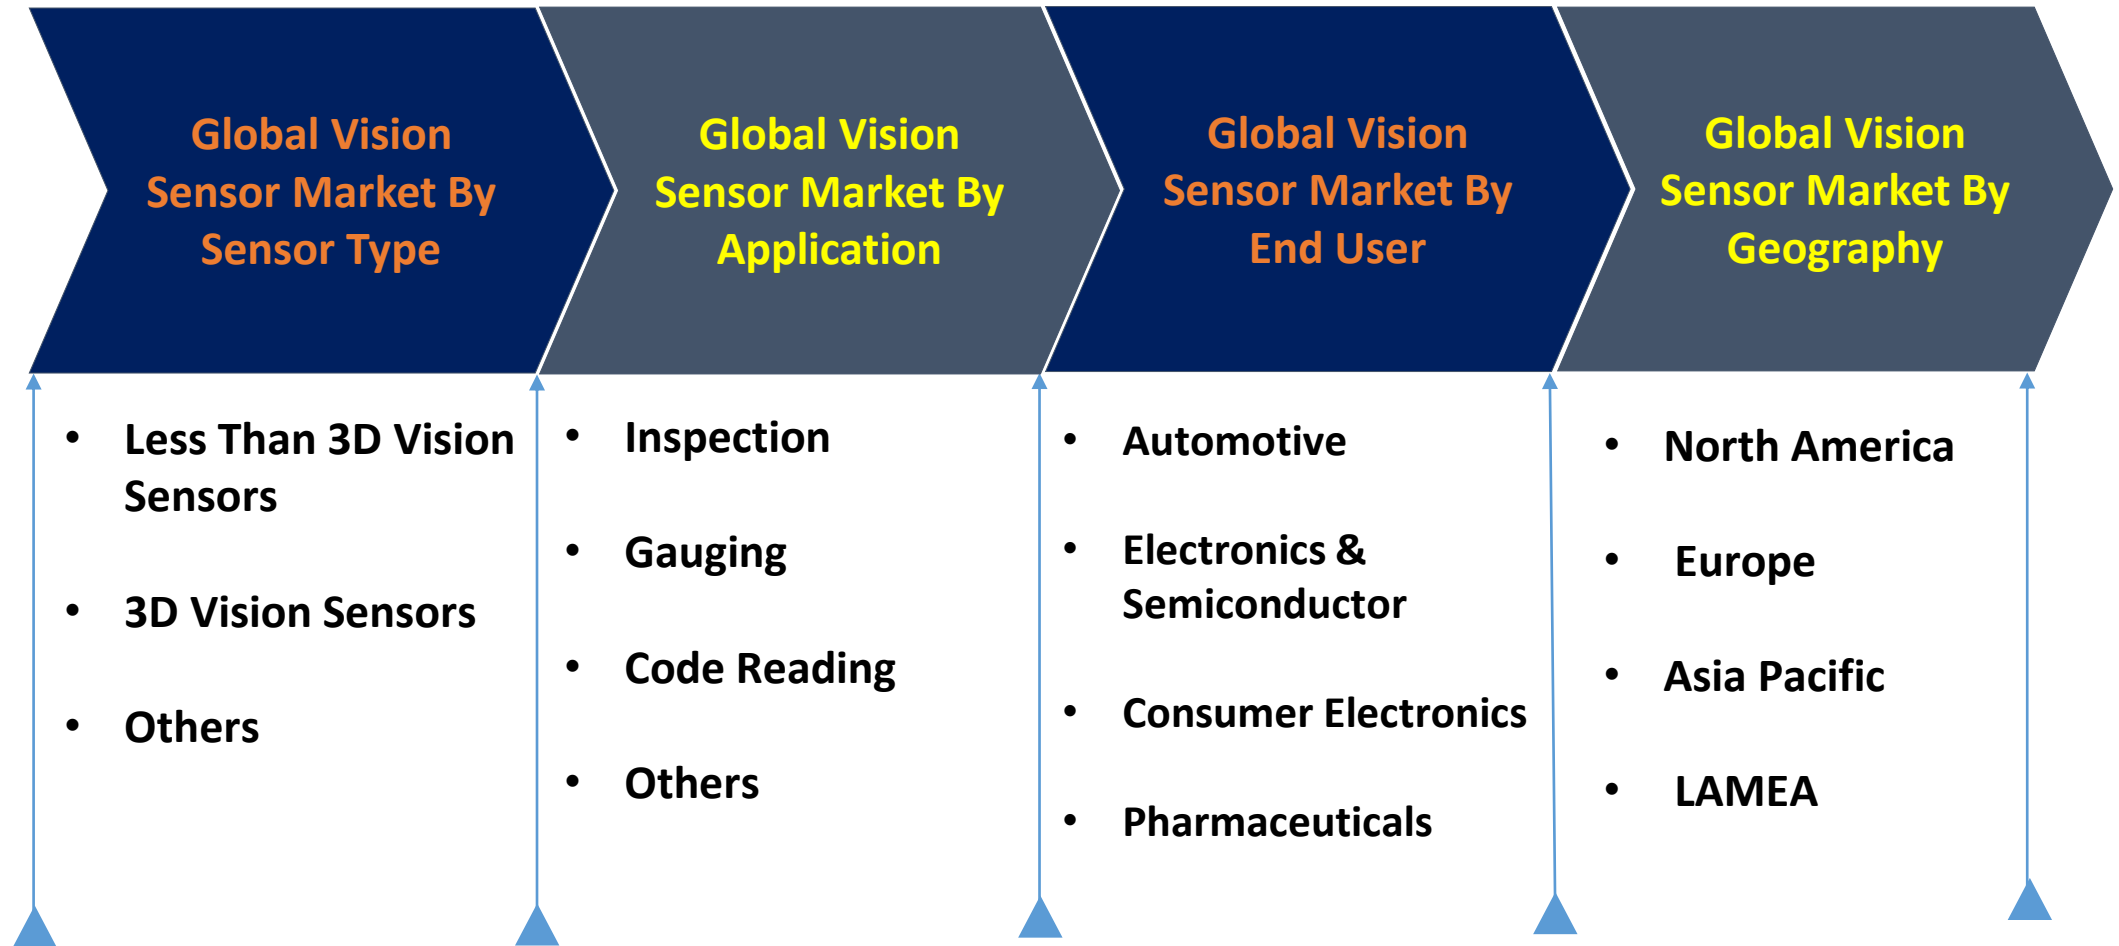 Global Vision
Sensor Market By
Sensor Type
Global Vision
Sensor Market By
Application
Global Vision
Sensor Market By
End User
Global Vision
Sensor Market By
Geography
• Less Than 3D Vision
Sensors
• 3D Vision Sensors
• Others
• Inspection
• Gauging
• Code Reading
• Others
• Automotive
• Electronics &
Semiconductor
• Consumer Electronics
• Pharmaceuticals
• North America
• Europe
• Asia Pacific
• LAMEA